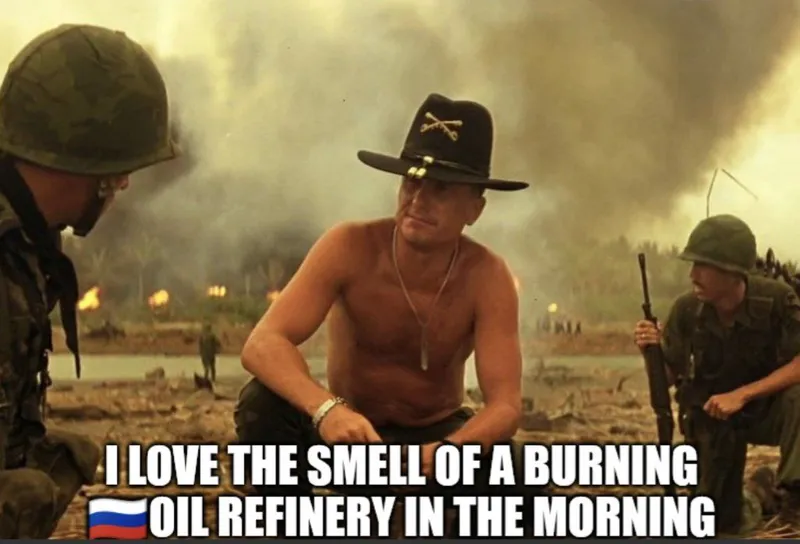 I LOVE THE SMELL OF A BURNING
🇷🇺OIL REFINERY IN THE MORNING